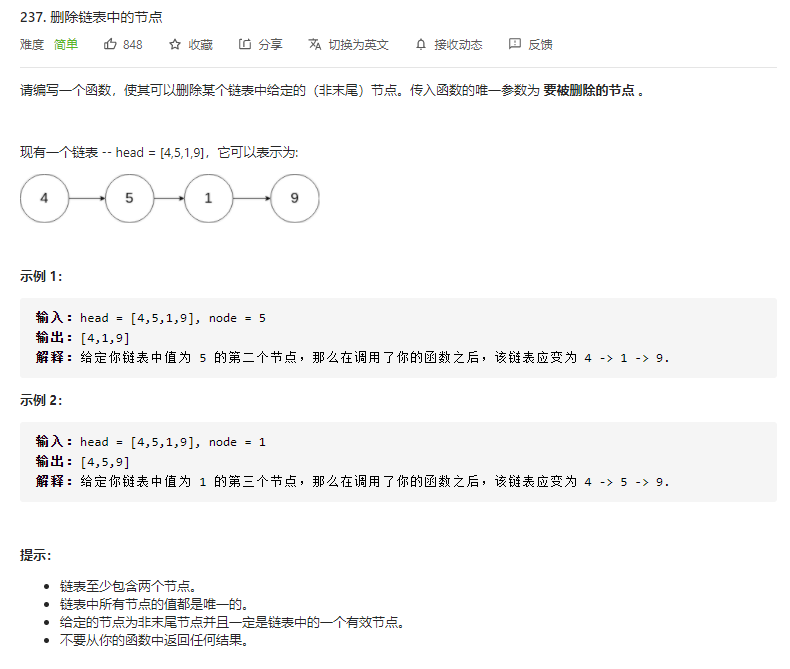 237. 删除链表中的节点
难度 简单 848 收藏 分享 切换为英文 接收动态 反馈
请编写一个函数，使其可以删除某个链表中给定的（非末尾）节点。传入函数的唯一参数为 要被删除的节点 。
现有一个链表 -- head = [4,5,1,9]，它可以表示为:
4 5 1 9
示例 1：
输入：head = [4,5,1,9], node = 5
输出：[4,1,9]
解释：给定你链表中值为 5 的第二个节点，那么在调用了你的函数之后，该链表应变为 4 -> 1 -> 9.
示例 2：
输入：head = [4,5,1,9], node = 1
输出：[4,5,9]
解释：给定你链表中值为 1 的第三个节点，那么在调用了你的函数之后，该链表应变为 4 -> 5 -> 9.
提示：
链表至少包含两个节点。
链表中所有节点的值都是唯一的。
给定的节点为非末尾节点并且一定是链表中的一个有效节点。
不要从你的函数中返回任何结果。